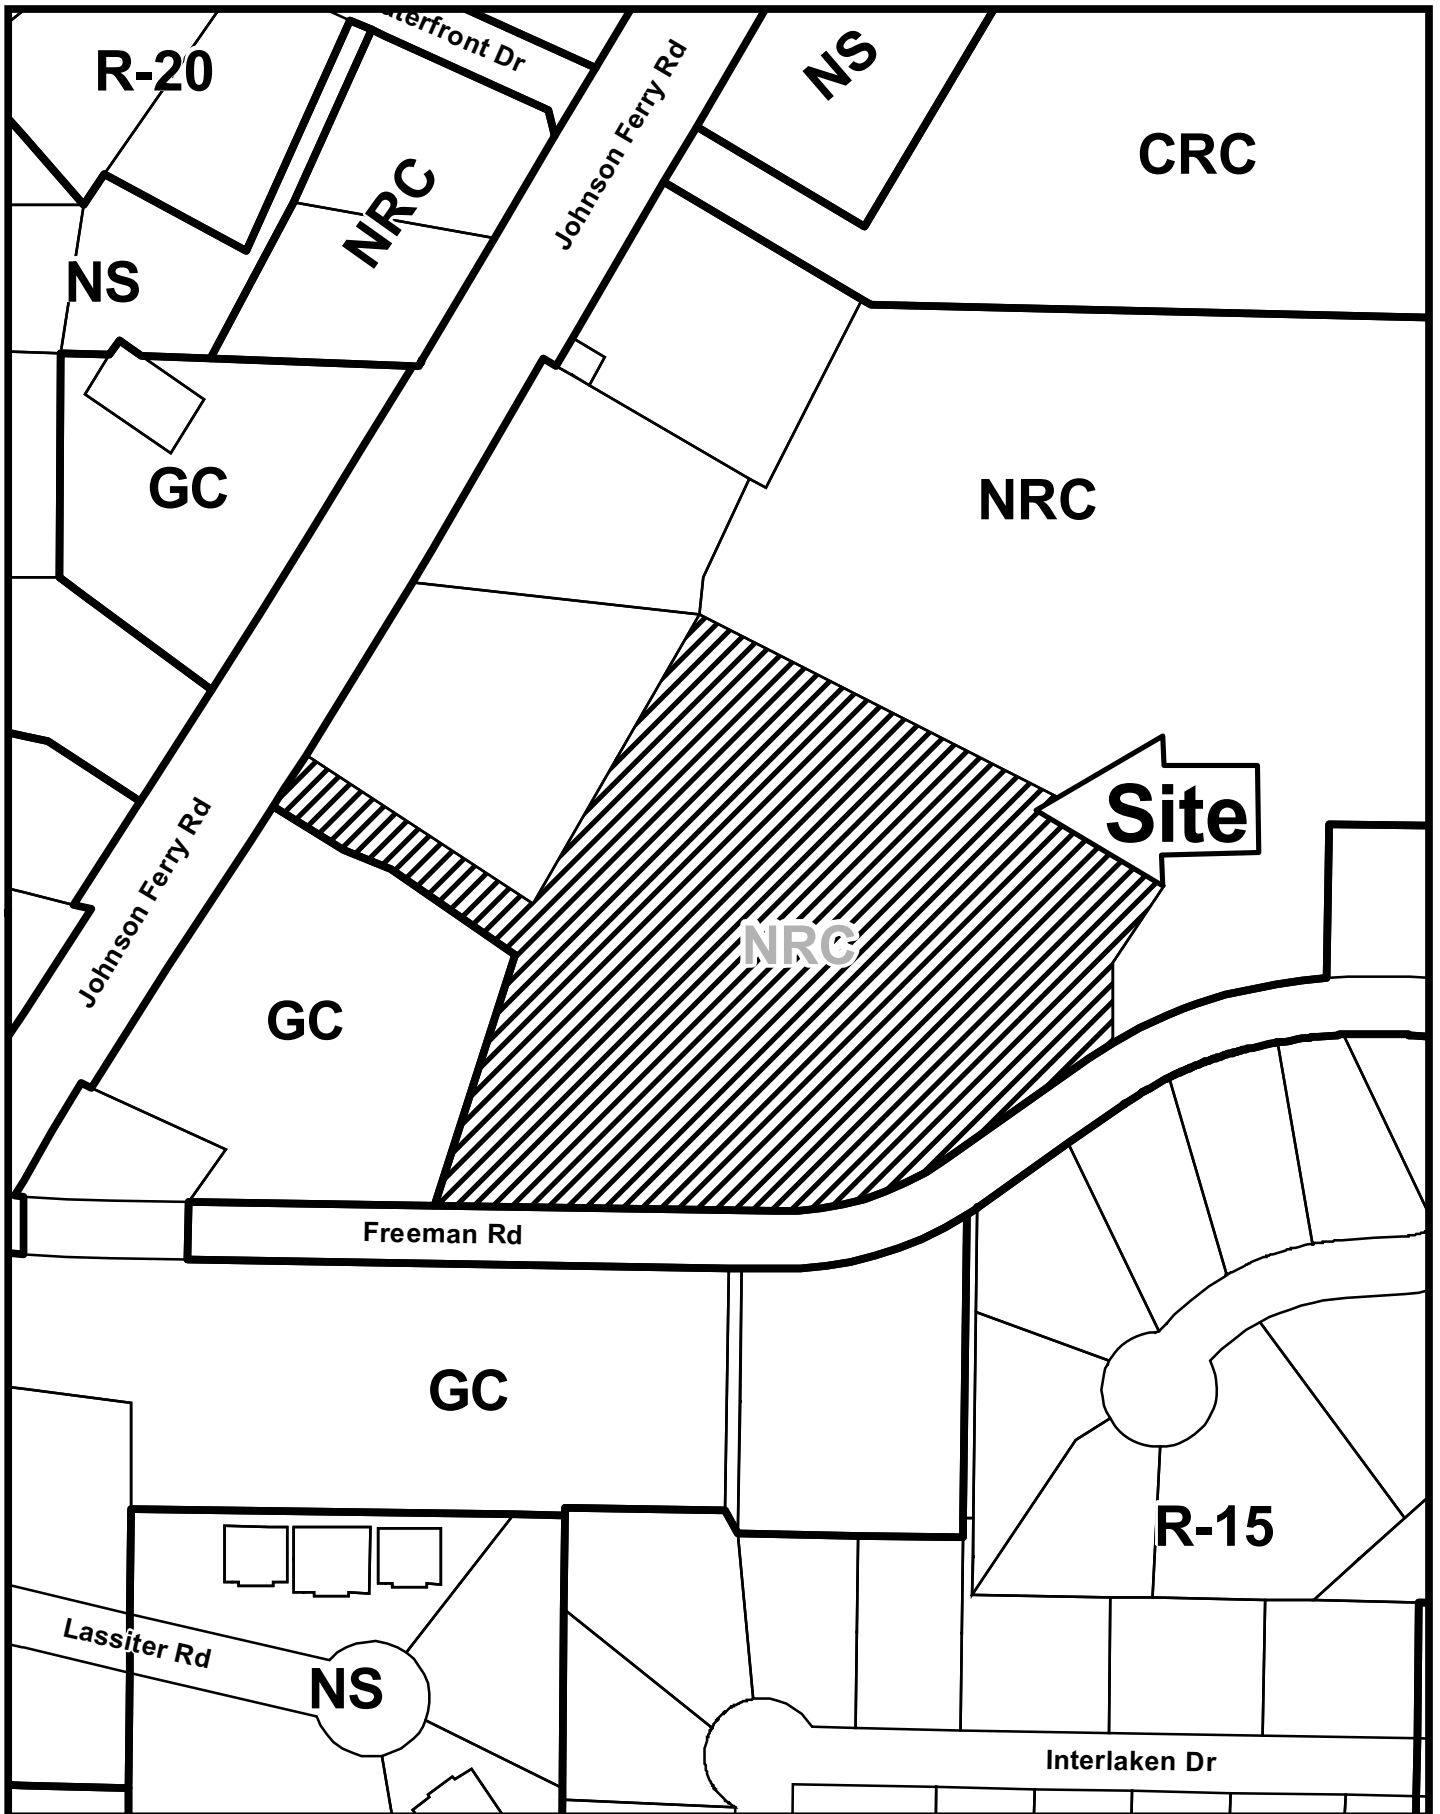 terfront Dr
R-20
NS
Johnson Ferry Rd
CRC
NRC
NS
GC
NRC
Site
Johnson Ferry Rd
NRC
GC
Freeman Rd
GC
R-15
Lassiter Rd
NS
Interlaken Dr